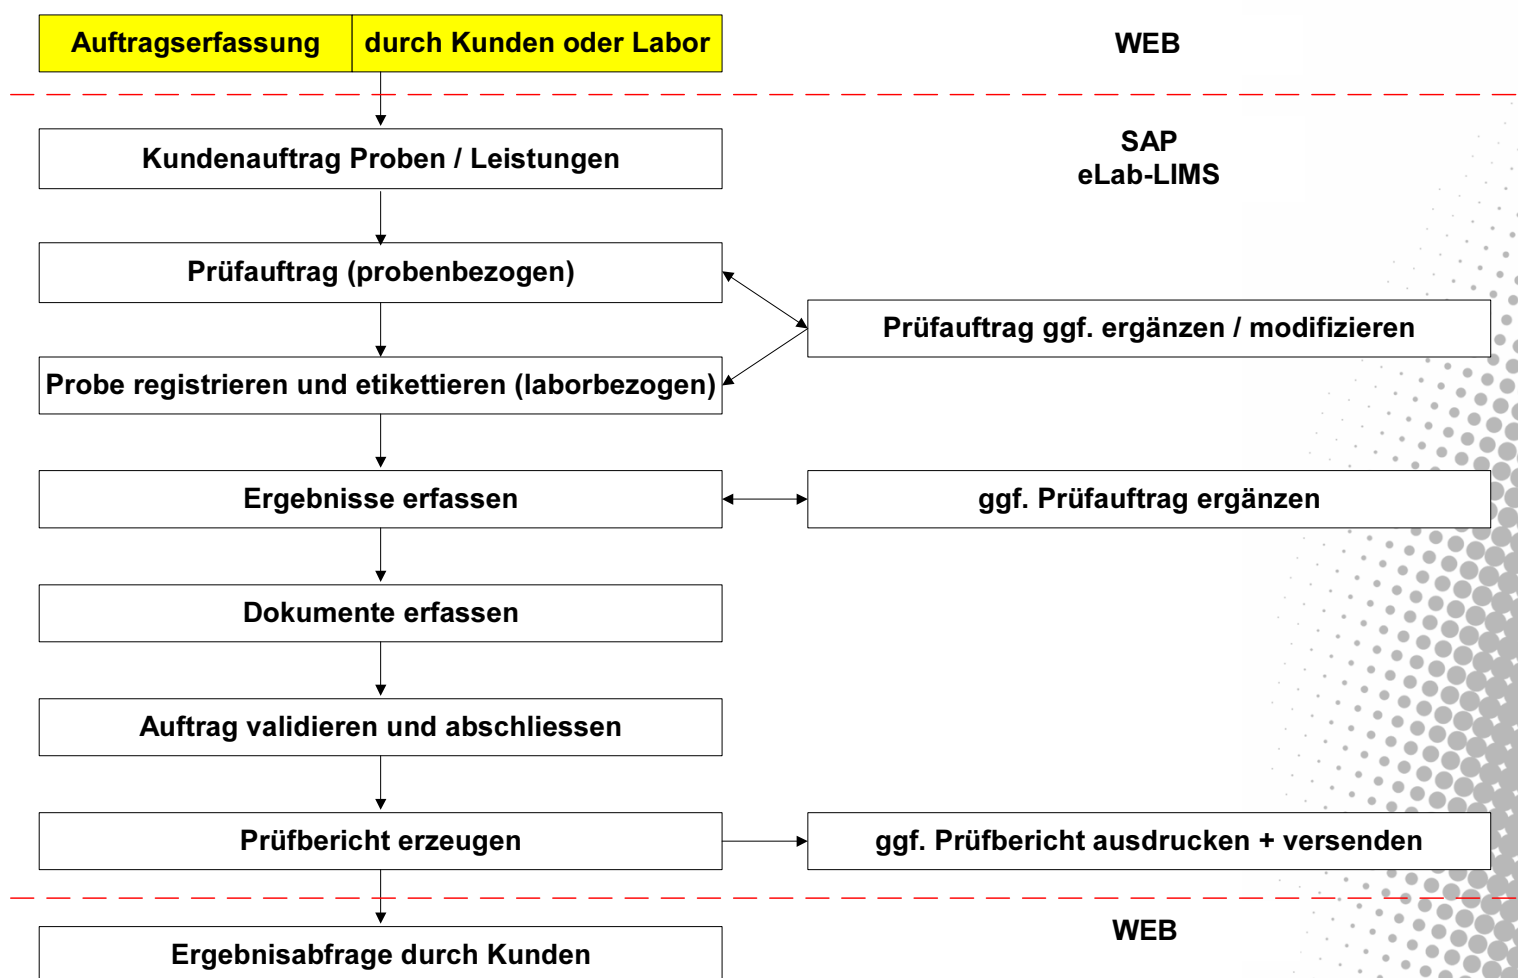 Auftragserfassung durch Kunden oder Labor
WEB
Kundenauftrag Proben / Leistungen
SAP
eLab-LIMS
Prüfauftrag (probenbezogen)
Prüfauftrag ggf. ergänzen / modifizieren
Probe registrieren und etikettieren (laborbezogen)
Ergebnisse erfassen
ggf. Prüfauftrag ergänzen
Dokumente erfassen
Auftrag validieren und abschliessen
Prüfbericht erzeugen
ggf. Prüfbericht ausdrucken + versenden
WEB
Ergebnisabfrage durch Kunden